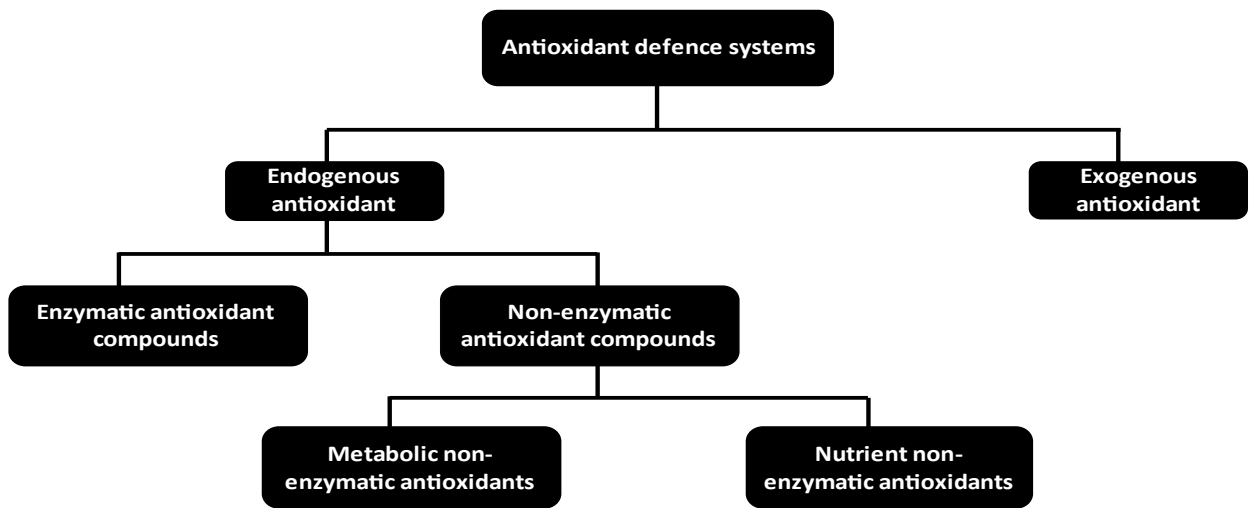 Antioxidant defence systems
Endogenous
antioxidant
Exogenous
antioxidant
Enzymatic antioxidant
compounds
Non-enzymatic
antioxidant compounds
Metabolic non-
enzymatic antioxidants
Nutrient non-
enzymatic antioxidants